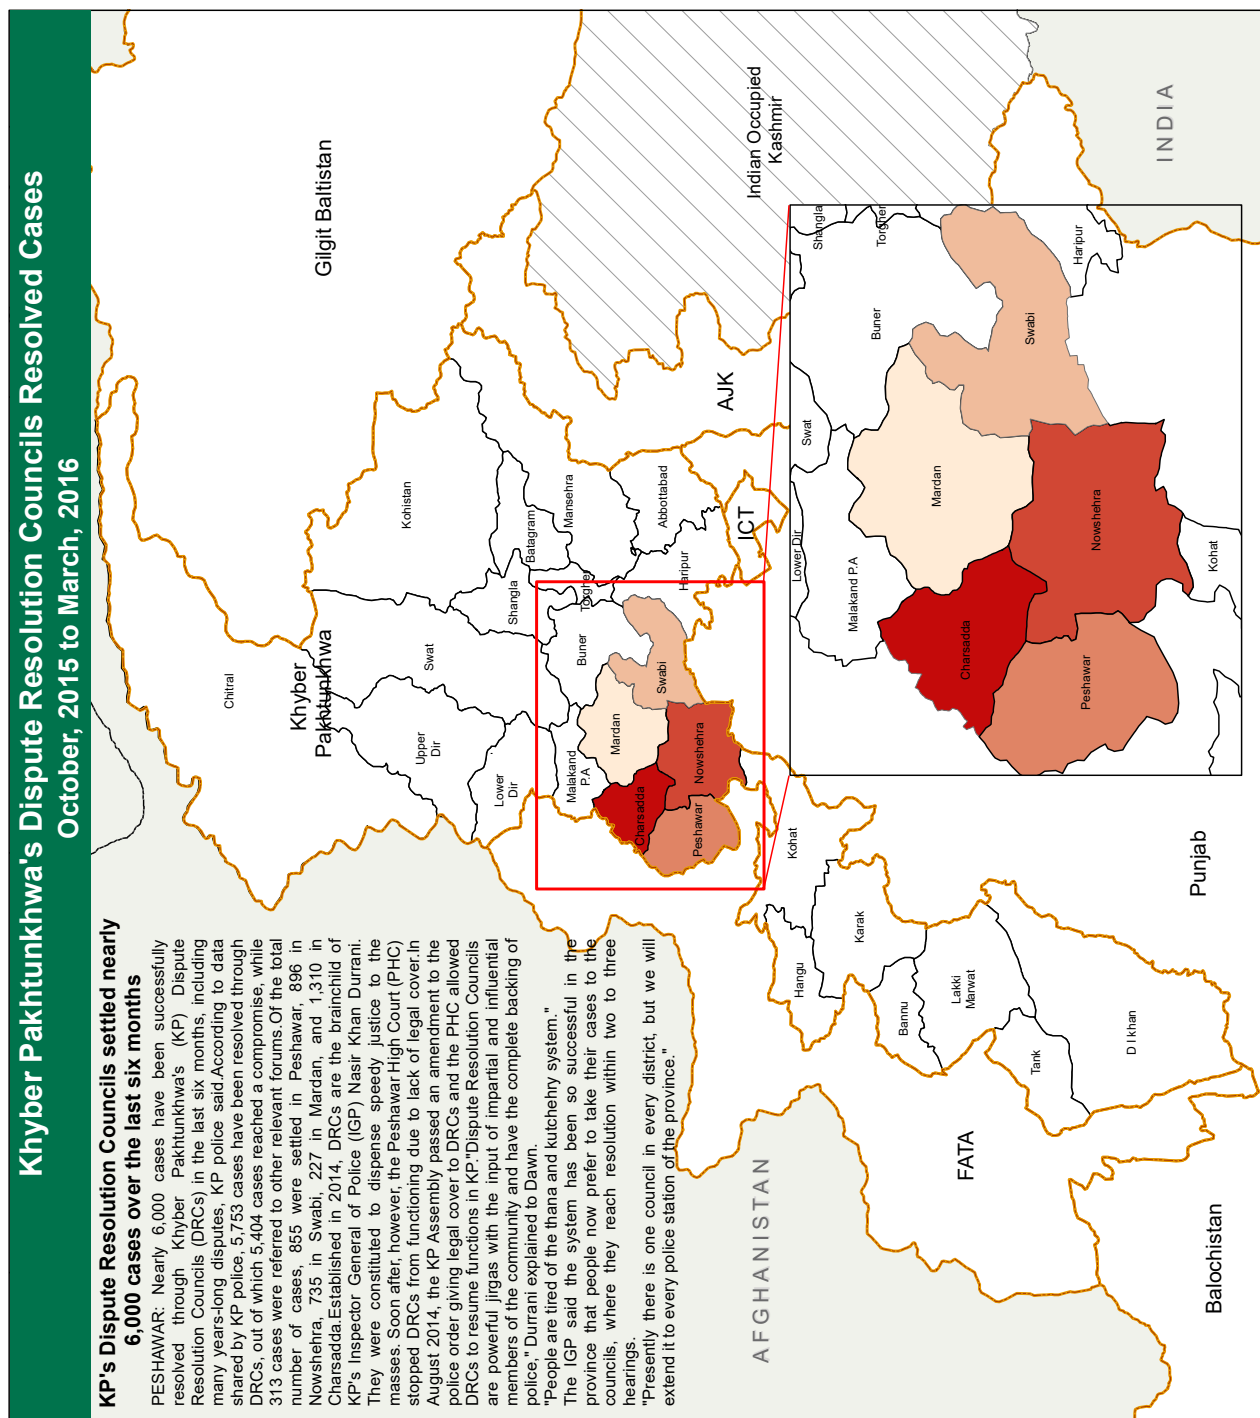 Khyber Pakhtunkhwa's Dispute Resolution Councils Resolved Cases
October, 2015 to March, 2016
KP's Dispute Resolution Councils settled nearly
6,000 cases over the last six months
PESHAWAR: Nearly 6,000 cases have been successfully
resolved through Khyber Pakhtunkhwa's (KP) Dispute
Resolution Councils (DRCs) in the last six months, including
many years-long disputes, KP police said.According to data
shared by KP police, 5,753 cases have been resolved through
DRCs, out of which 5,404 cases reached a compromise, while
313 cases were referred to other relevant forums.Of the total
number of cases, 855 were settled in Peshawar, 896 in
Nowshehra, 735 in Swabi, 227 in Mardan, and 1,310 in
Charsadda.Established in 2014, DRCs are the brainchild of
KP's Inspector General of Police (IGP) Nasir Khan Durrani.
They were constituted to dispense speedy justice to the
masses. Soon after, however, the Peshawar High Court (PHC)
stopped DRCs from functioning due to lack of legal cover.In
August 2014, the KP Assembly passed an amendment to the
police order giving legal cover to DRCs and the PHC allowed
DRCs to resume functions in KP."Dispute Resolution Councils
are powerful jirgas with the input of impartial and influential
members of the community and have the complete backing of
police," Durrani explained to Dawn.
"People are tired of the thana and kutchehry system."
The IGP said the system has been so successful in the
province that people now prefer to take their cases to the
councils, where they reach resolution within two to three
hearings.
"Presently there is one council in every district, but we will
extend it to every police station of the province."
Gilgit Baltistan
Chitral
Khyber
Pakhtunkhwa
Kohistan
Swat
Upper
Dir
Lower
Dir
Shangla
Batagram
Mansehra
Torgher
Buner
Malakand
P.A
Mardan
Swabi
Charsadda
Nowshehra
Peshawar
Abbottabad
Haripur
ICT
AJK
Indian Occupied
Kashmir
INDIA
Kohat
Hangu
Karak
Bannu
Lakki
Marwat
Tank
D I khan
FATA
AFGHANISTAN
Punjab
Balochistan
Shangla
Torgher
Swat
Buner
Lower Dir
Malakand P.A
Mardan
Swabi
Haripur
Charsadda
Nowshehra
Peshawar
Kohat